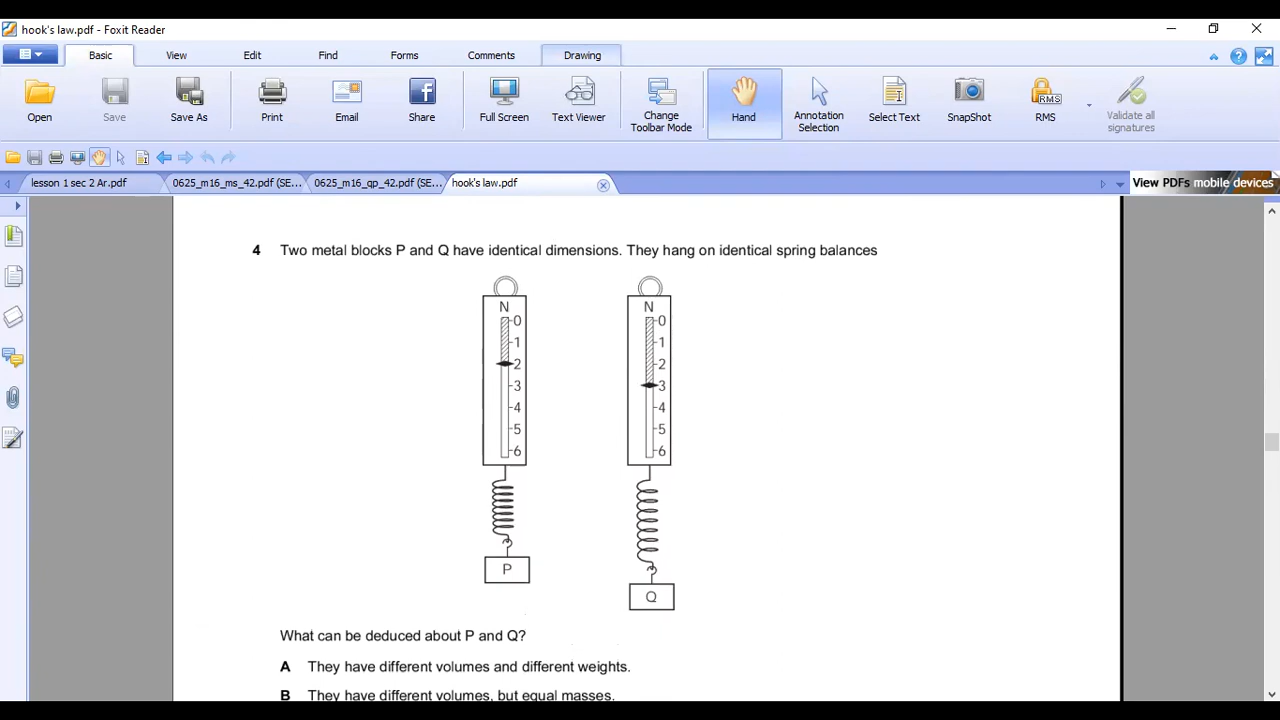 hook's law.pdf - Foxit Reader
Basic View Edit Find Forms Comments Drawing
Open Save Save As Print Email Share Full Screen Text Viewer Change Toolbar Mode Hand Annotation Selection Select Text SnapShot RMS Validate all signatures
lesson 1 sec 2 Ar.pdf 0625_m16_ms_42.pdf (SE... 0625_m16_qp_42.pdf (SE... hook's law.pdf View PDFs mobile devices
4 Two metal blocks P and Q have identical dimensions. They hang on identical spring balances
N N
0 0
1 1
2 2
3 3
4 4
5 5
6 6
P
Q
What can be deduced about P and Q?
A They have different volumes and different weights.
B They have different volumes, but equal masses.